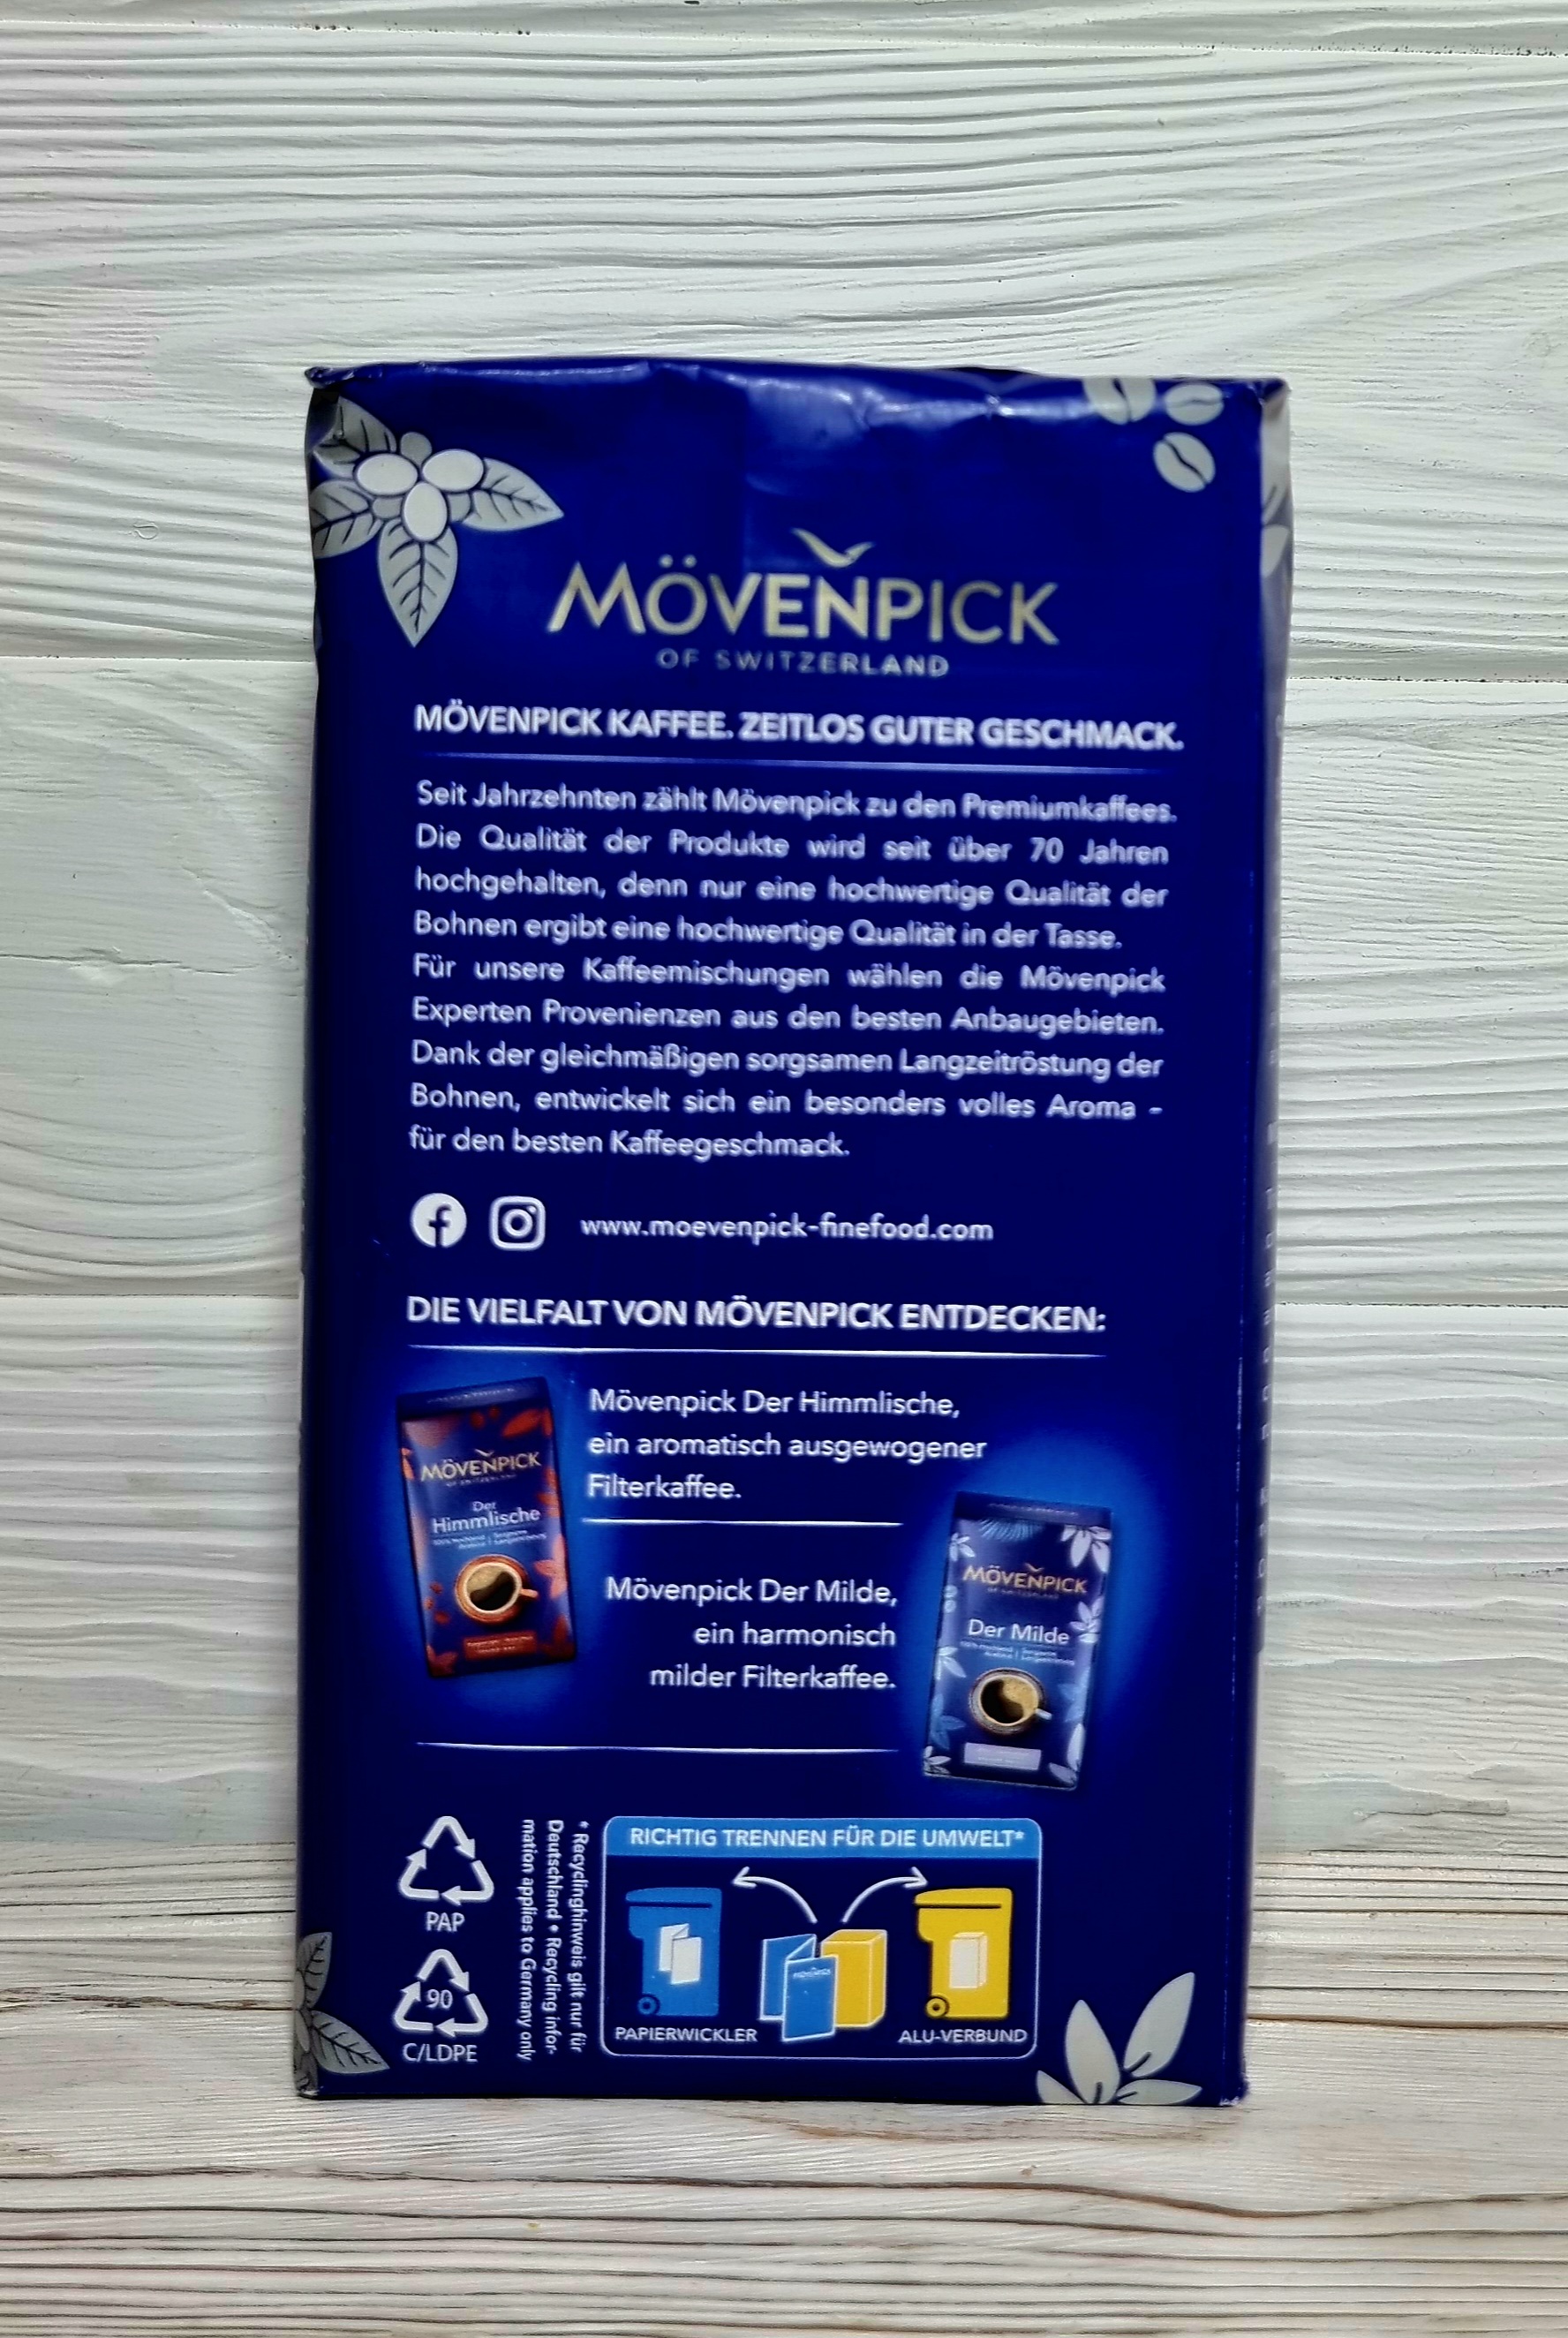 MÖVENPICK
OF SWITZERLAND
MÖVENPICK KAFFEE. ZEITLOS GUTER GESCHMACK.
Seit Jahrzehnten zählt Mövenpick zu den Premiumkaffees.
Die Qualität der Produkte wird seit über 70 Jahren
hochgehalten, denn nur eine hochwertige Qualität der
Bohnen ergibt eine hochwertige Qualität in der Tasse.
Für unsere Kaffeemischungen wählen die Mövenpick
Experten Provenienzen aus den besten Anbaugebieten.
Dank der gleichmäßigen sorgsamen Langzeitröstung der
Bohnen, entwickelt sich ein besonders volles Aroma -
für den besten Kaffeegeschmack.
www.moevenpick-finefood.com
DIE VIELFALT VON MÖVENPICK ENTDECKEN:
Mövenpick Der Himmlische,
ein aromatisch ausgewogener
Filterkaffee.
MÖVENPICK
OF SWITZERLAND
Der
Himmlische
Mövenpick Der Milde,
ein harmonisch
milder Filterkaffee.
MÖVENPICK
OF SWITZERLAND
Der Milde
PAP
90
C/LDPE
* Recyclinghinweis gilt nur für
Deutschland • Recycling infor-
mation applies to Germany only
RICHTIG TRENNEN FÜR DIE UMWELT*
PAPIERWICKLER
ALU-VERBUND